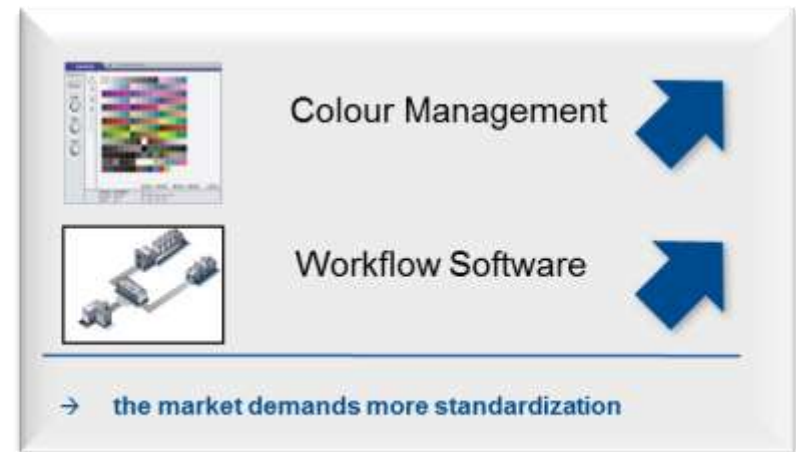 Colour Management
Workflow Software
→ the market demands more standardization